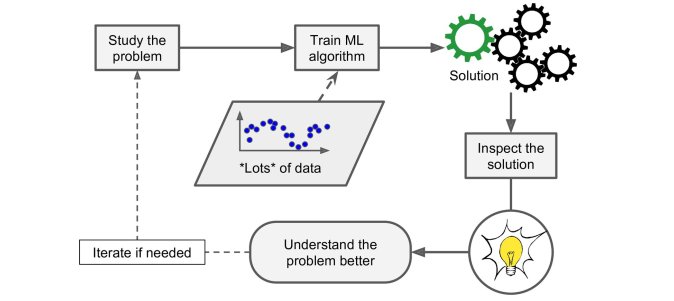 Study the
problem
Train ML
algorithm
Solution
*Lots* of data
Inspect the
solution
Understand the
problem better
Iterate if needed